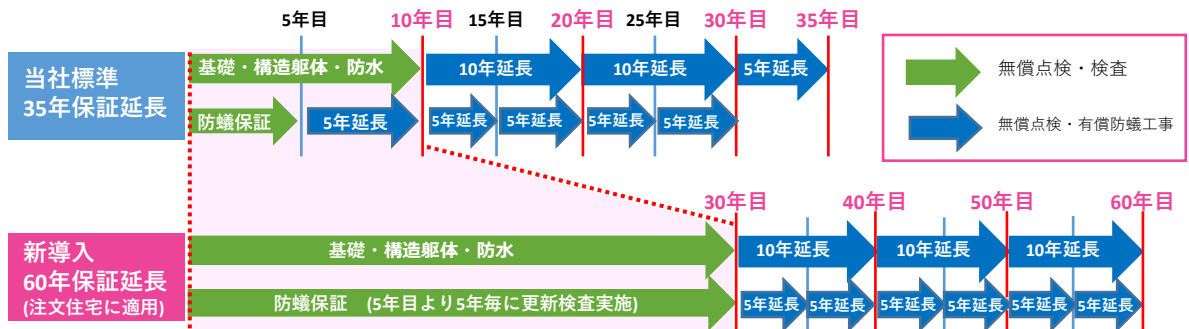 5年目 10年目 15年目 20年目 25年目 30年目 35年目
当社標準
35年保証延長
基礎・構造躯体・防水 10年延長 10年延長 5年延長
防蟻保証 5年延長 5年延長 5年延長 5年延長 5年延長
無償点検・検査
無償点検・有償防蟻工事
30年目 40年目 50年目 60年目
新導入
60年保証延長
(注文住宅に適用)
基礎・構造躯体・防水 10年延長 10年延長 10年延長
防蟻保証 (5年目より5年毎に更新検査実施) 5年延長 5年延長 5年延長 5年延長 5年延長 5年延長